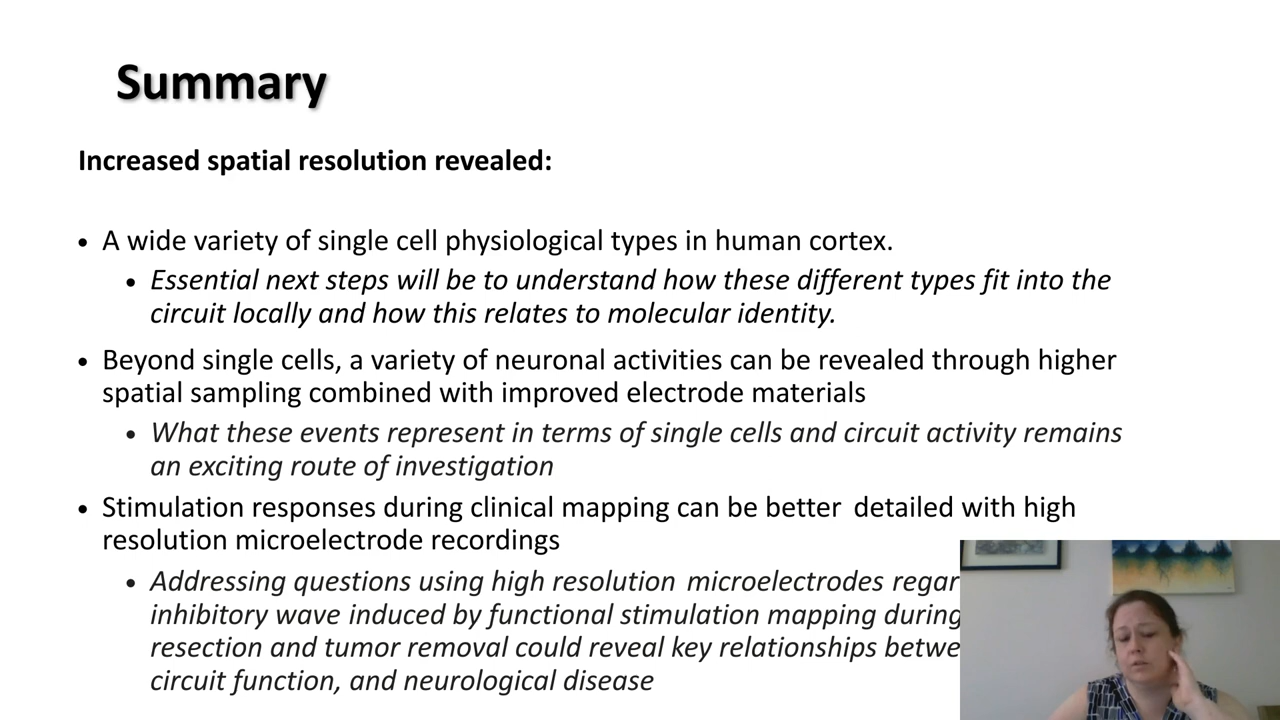 Summary
Increased spatial resolution revealed:
• A wide variety of single cell physiological types in human cortex.
• Essential next steps will be to understand how these different types fit into the
circuit locally and how this relates to molecular identity.
• Beyond single cells, a variety of neuronal activities can be revealed through higher
spatial sampling combined with improved electrode materials
• What these events represent in terms of single cells and circuit activity remains
an exciting route of investigation
• Stimulation responses during clinical mapping can be better detailed with high
resolution microelectrode recordings
• Addressing questions using high resolution microelectrodes
inhibitory wave induced by functional stimulation mapping during
resection and tumor removal could reveal key relationships
circuit function, and neurological disease